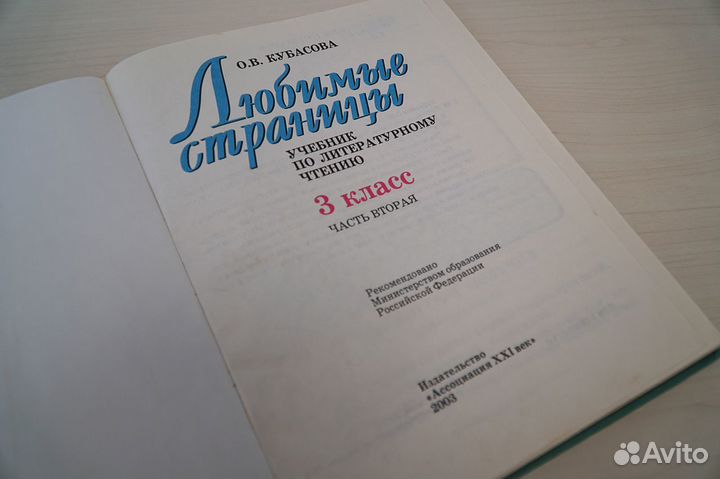 О.В. КУБАСОВА
Любимые
страницы
УЧЕБНИК
ПО ЛИТЕРАТУРНОМУ
ЧТЕНИЮ
3 класс
ЧАСТЬ ВТОРАЯ
Рекомендовано
Министерством образования
Российской Федерации
Издательство
«Ассоциация XXI век»
2003
Avito